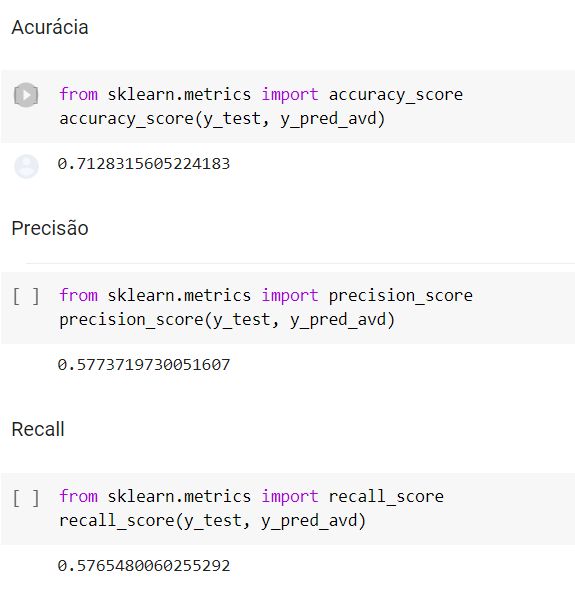 Acurácia
from sklearn.metrics import accuracy_score
accuracy_score(y_test, y_pred_avd)
0.7128315605224183
Precisão
[ ] from sklearn.metrics import precision_score
precision_score(y_test, y_pred_avd)
0.5773719730051607
Recall
[ ] from sklearn.metrics import recall_score
recall_score(y_test, y_pred_avd)
0.5765480060255292